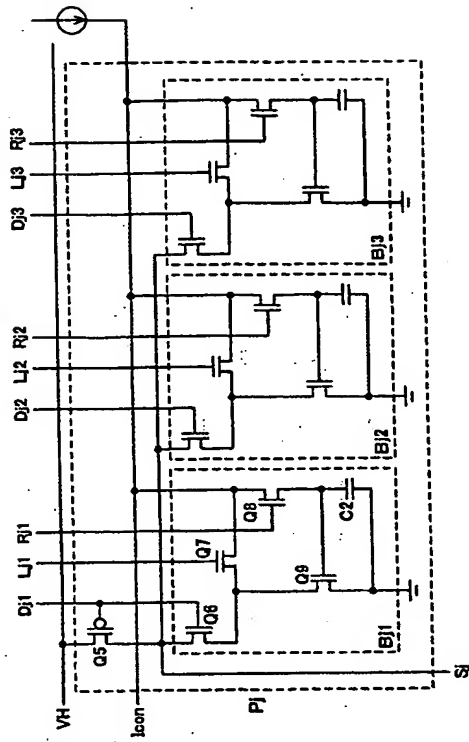 Dj1 Lj1 Rj1 Dj2 Lj2 Rj2 Dj3 Lj3 Rj3
VH
Icon
Q5
Q6
Q7
Q8
Q9
C2
Bj1
Bj2
Bj3
Pj
Sj